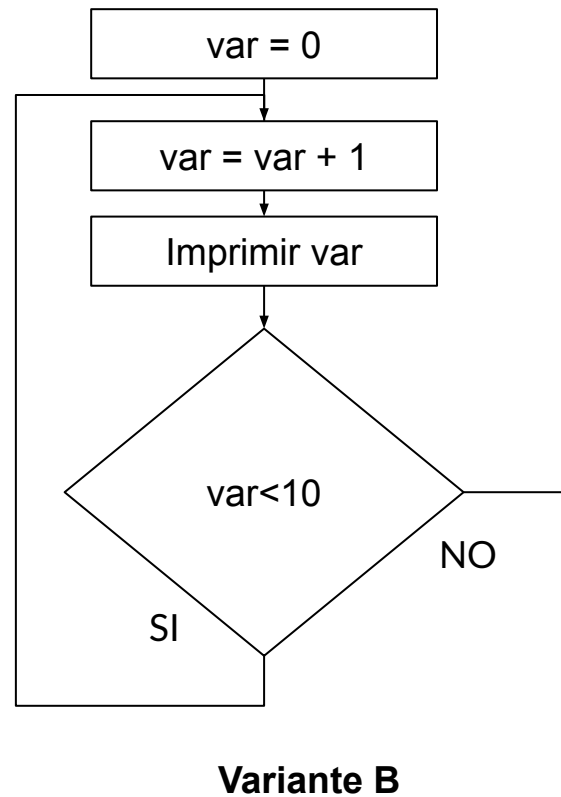 var = 0
var = var + 1
Imprimir var
var<10
NO
SI
Variante B